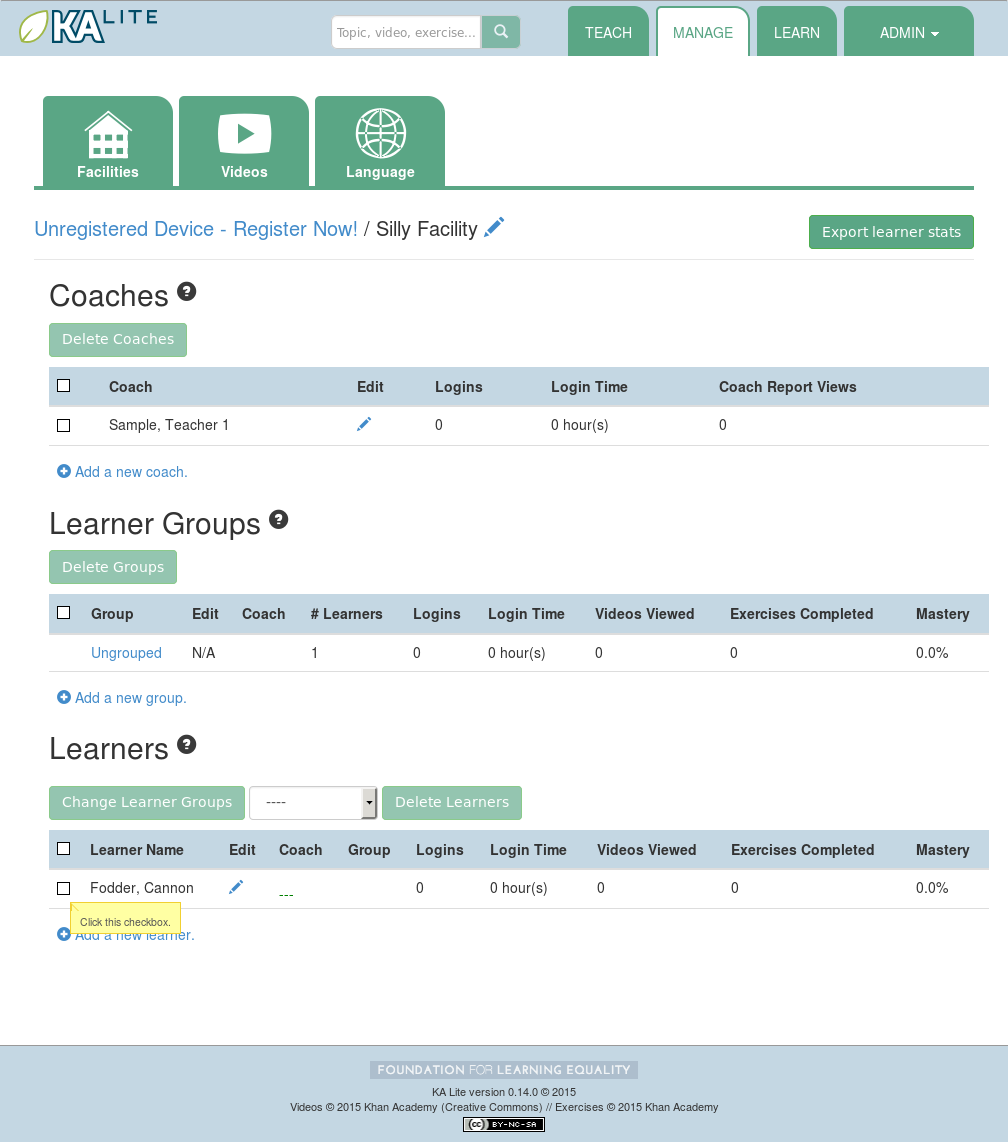 KA LITE
Topic, video, exercise...
TEACH
MANAGE
LEARN
ADMIN
Facilities
Videos
Language
Unregistered Device - Register Now! / Silly Facility
Export learner stats
Coaches ?
Delete Coaches
Coach Edit Logins Login Time Coach Report Views
Sample, Teacher 1 0 0 hour(s) 0
Add a new coach.
Learner Groups ?
Delete Groups
Group Edit Coach # Learners Logins Login Time Videos Viewed Exercises Completed Mastery
Ungrouped N/A 1 0 0 hour(s) 0 0 0.0%
Add a new group.
Learners ?
Change Learner Groups ---- Delete Learners
Learner Name Edit Coach Group Logins Login Time Videos Viewed Exercises Completed Mastery
Fodder, Cannon --- 0 0 hour(s) 0 0 0.0%
Click this checkbox.
Add a new learner.
FOUNDATION FOR LEARNING EQUALITY
KA Lite version 0.14.0 © 2015
Videos © 2015 Khan Academy (Creative Commons) // Exercises © 2015 Khan Academy
cc BY-NC-SA